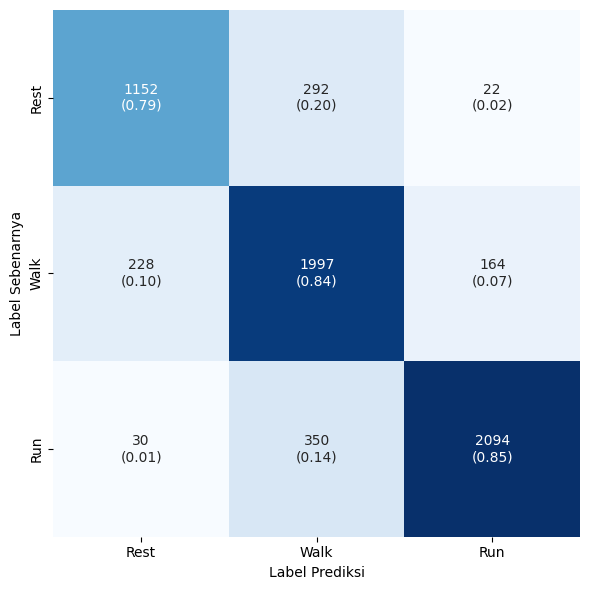 Label Sebenarnya
Rest
1152
(0.79)
292
(0.20)
22
(0.02)
Walk
228
(0.10)
1997
(0.84)
164
(0.07)
Run
30
(0.01)
350
(0.14)
2094
(0.85)
Rest
Walk
Run
Label Prediksi